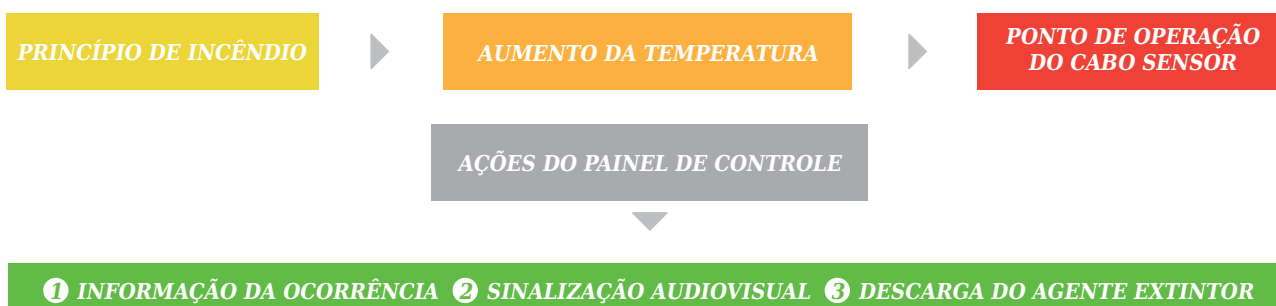 PRINCÍPIO DE INCÊNDIO
AUMENTO DA TEMPERATURA
PONTO DE OPERAÇÃO
DO CABO SENSOR
AÇÕES DO PAINEL DE CONTROLE
1 INFORMAÇÃO DA OCORRÊNCIA 2 SINALIZAÇÃO AUDIOVISUAL 3 DESCARGA DO AGENTE EXTINTOR